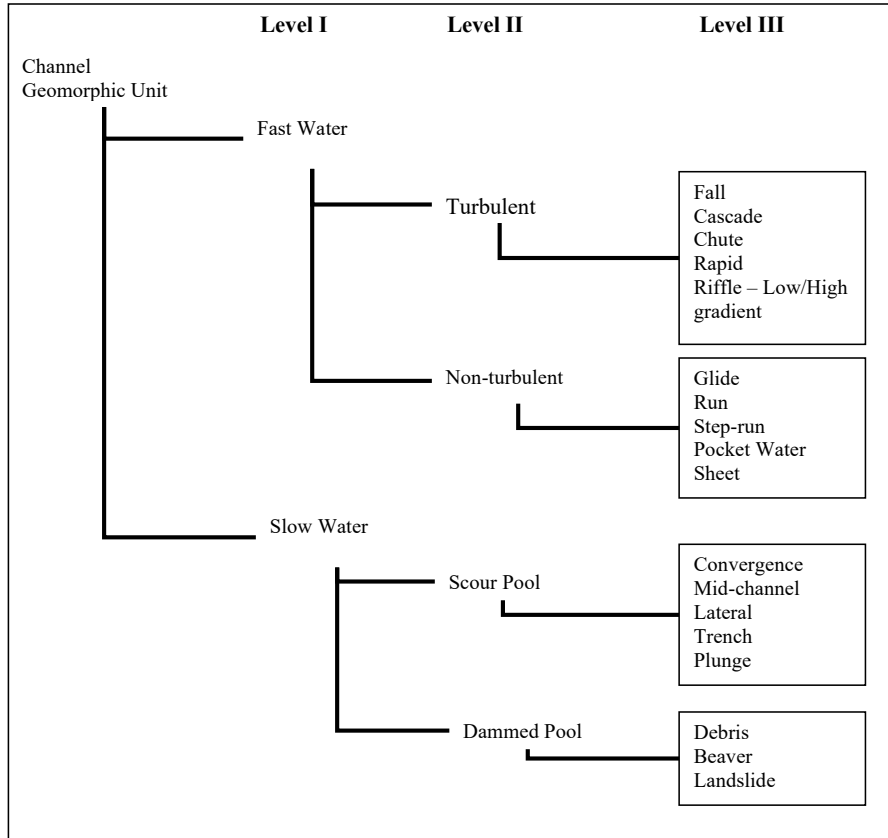 Level I Level II Level III
Channel
Geomorphic Unit
Fast Water
Turbulent
Fall
Cascade
Chute
Rapid
Riffle – Low/High
gradient
Non-turbulent
Glide
Run
Step-run
Pocket Water
Sheet
Slow Water
Scour Pool
Convergence
Mid-channel
Lateral
Trench
Plunge
Dammed Pool
Debris
Beaver
Landslide